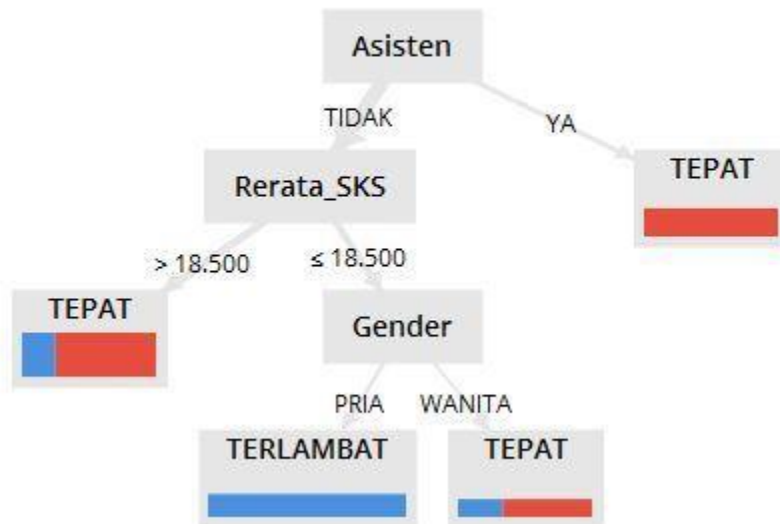 Asisten
TIDAK
YA
Rerata_SKS
TEPAT
> 18.500
≤ 18.500
TEPAT
Gender
PRIA
WANITA
TERLAMBAT
TEPAT